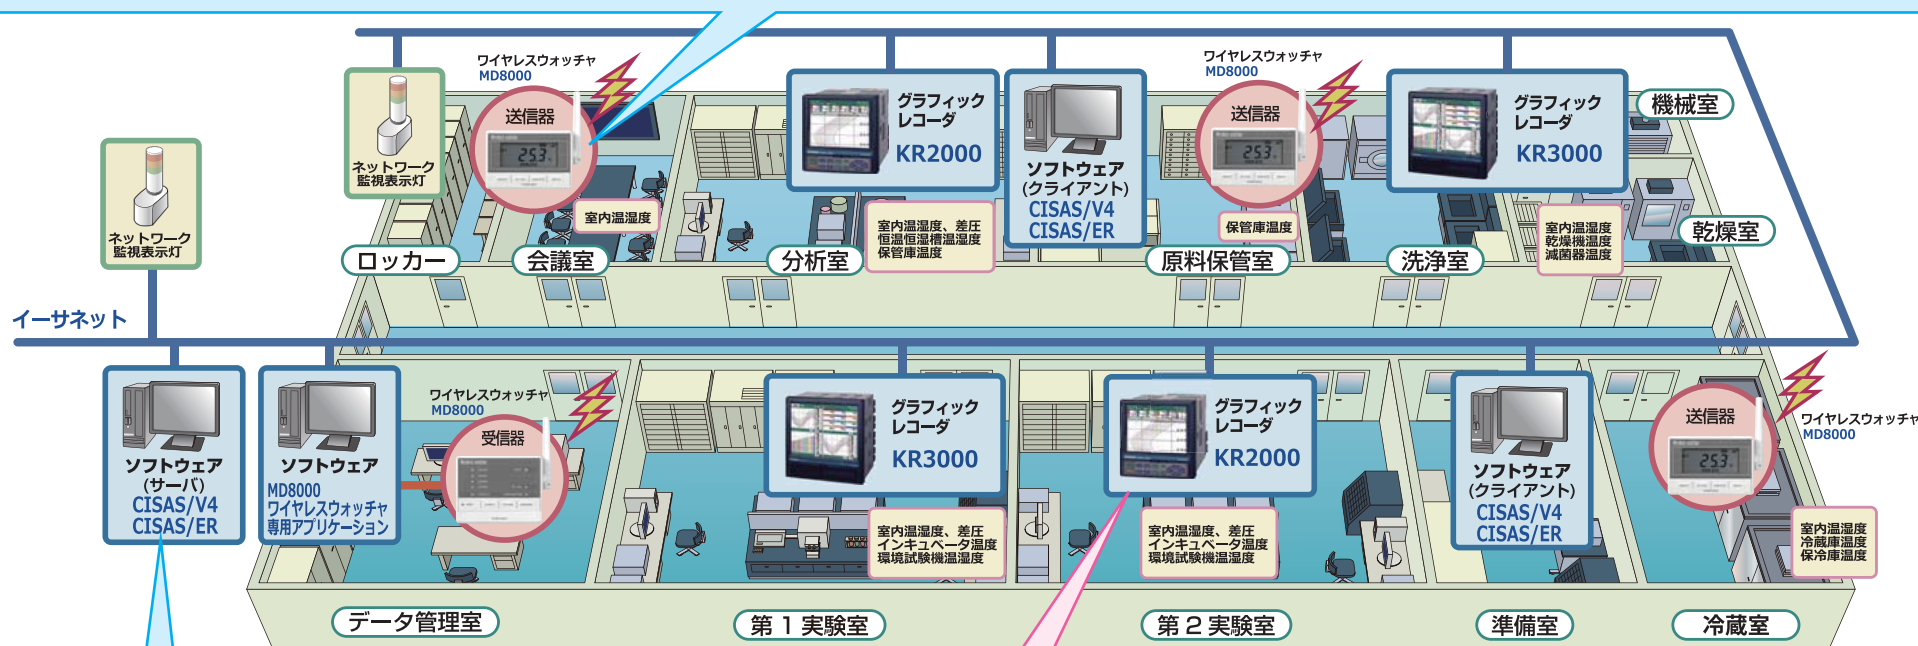 ワイヤレスウォッチャ
MD8000
送信器
25.3
室内温湿度
ネットワーク
監視表示灯
グラフィック
レコーダ
KR2000
室内温湿度、差圧
恒温恒湿槽温湿度
保管庫温度
ソフトウェア
(クライアント)
CISAS/V4
CISAS/ER
ワイヤレスウォッチャ
MD8000
送信器
25.3
保管庫温度
グラフィック
レコーダ
KR3000
機械室
室内温湿度
乾燥機温度
滅菌器温度
乾燥室
ネットワーク
監視表示灯
ロッカー
会議室
分析室
原料保管室
洗浄室
イーサネット
ソフトウェア
(サーバ)
CISAS/V4
CISAS/ER
ソフトウェア
MD8000
ワイヤレスウォッチャ
専用アプリケーション
ワイヤレスウォッチャ
MD8000
受信器
グラフィック
レコーダ
KR3000
室内温湿度、差圧
インキュベータ温度
環境試験機温湿度
グラフィック
レコーダ
KR2000
室内温湿度、差圧
インキュベータ温度
環境試験機温湿度
ソフトウェア
(クライアント)
CISAS/V4
CISAS/ER
送信器
25.3
ワイヤレスウォッチャ
MD8000
室内温湿度
冷蔵庫温度
保冷庫温度
データ管理室
第1実験室
第2実験室
準備室
冷蔵室